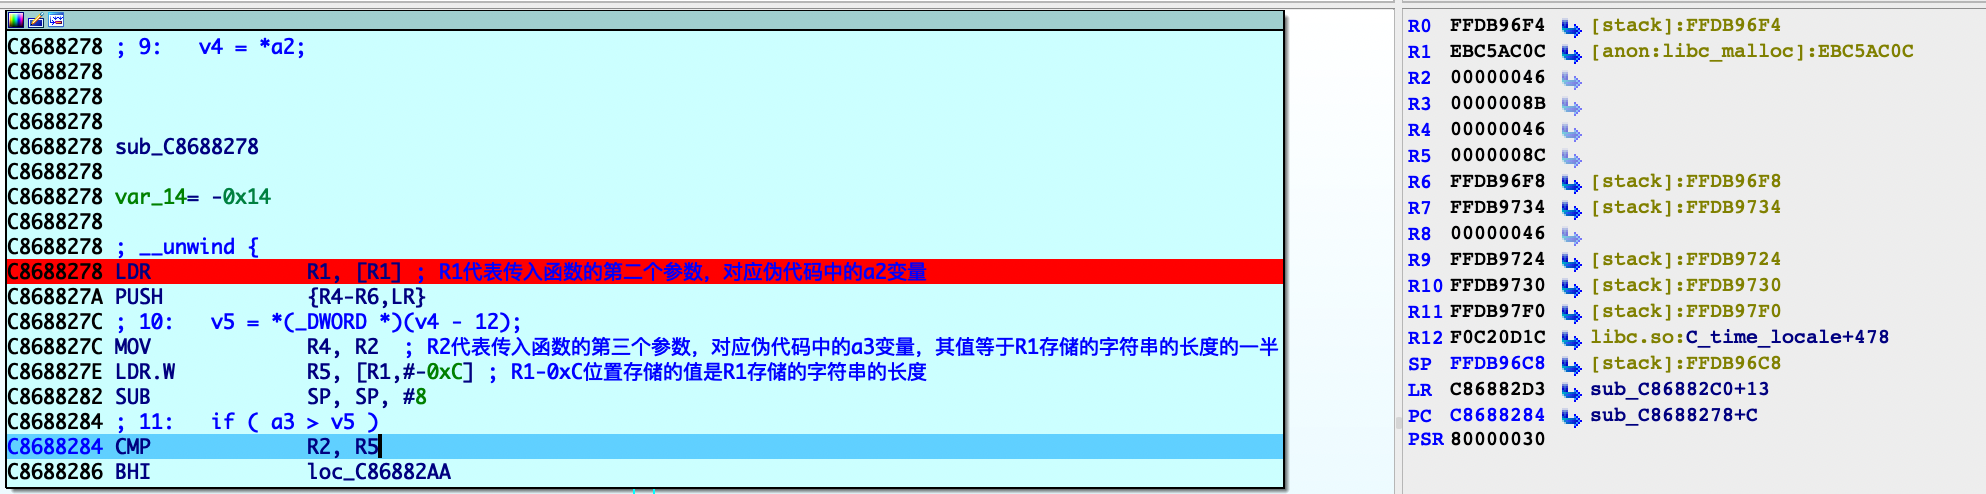 C8688278 ; 9:   v4 = *a2;
C8688278
C8688278
C8688278
C8688278 sub_C8688278
C8688278
C8688278 var_14= -0x14
C8688278
C8688278 ; __unwind {
C8688278 LDR             R1, [R1] ; R1代表传入函数的第二个参数，对应伪代码中的a2变量
C868827A PUSH            {R4-R6,LR}
C868827C ; 10:   v5 = *(_DWORD *)(v4 - 12);
C868827C MOV             R4, R2  ; R2代表传入函数的第三个参数，对应伪代码中的a3变量，其值等于R1存储的字符串的长度的一半
C868827E LDR.W           R5, [R1,#-0xC] ; R1-0xC位置存储的值是R1存储的字符串的长度
C8688282 SUB             SP, SP, #8
C8688284 ; 11:   if ( a3 > v5 )
C8688284 CMP             R2, R5
C8688286 BHI             loc_C86882AA
R0 FFDB96F4 [stack]:FFDB96F4
R1 EBC5AC0C [anon:libc_malloc]:EBC5AC0C
R2 00000046
R3 0000008B
R4 00000046
R5 0000008C
R6 FFDB96F8 [stack]:FFDB96F8
R7 FFDB9734 [stack]:FFDB9734
R8 00000046
R9 FFDB9724 [stack]:FFDB9724
R10 FFDB9730 [stack]:FFDB9730
R11 FFDB97F0 [stack]:FFDB97F0
R12 F0C20D1C libc.so:C_time_locale+478
SP FFDB96C8 [stack]:FFDB96C8
LR C86882D3 sub_C86882C0+13
PC C8688284 sub_C8688278+C
PSR 80000030